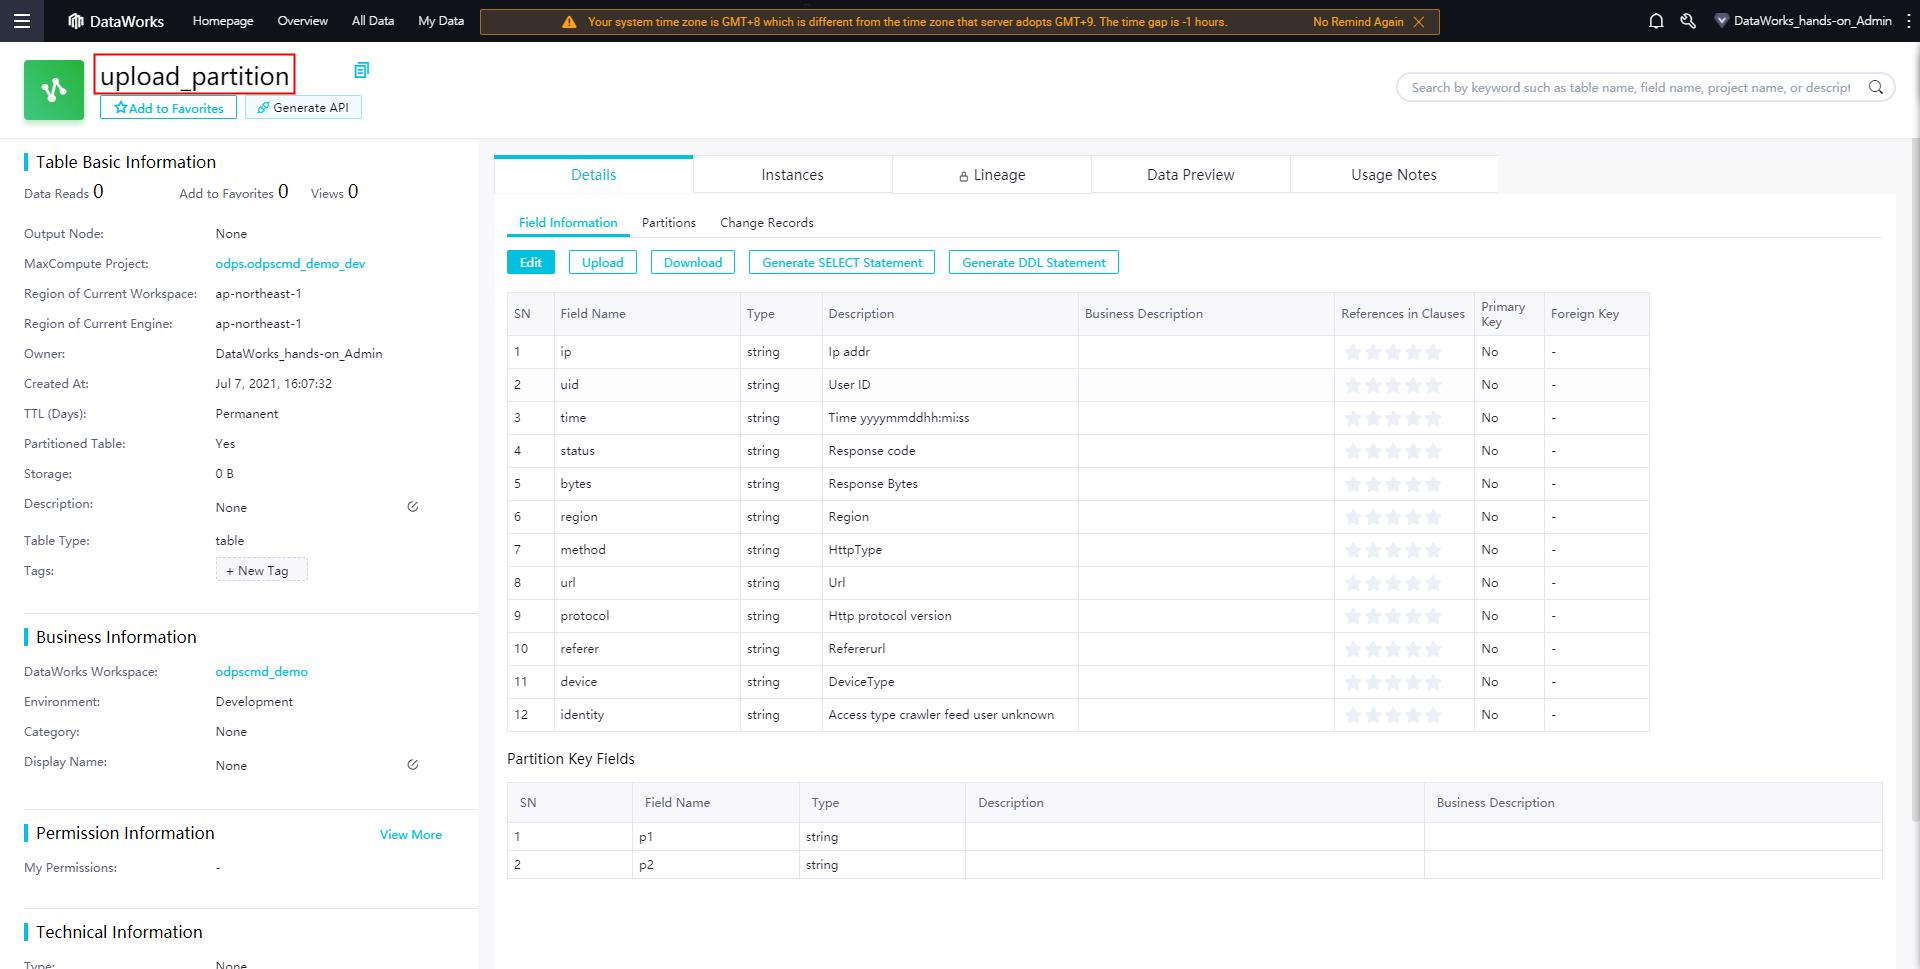 DataWorks Homepage Overview All Data My Data Your system time zone is GMT+8 which is different from the time zone that server adopts GMT+9. The time gap is -1 hours. No Remind Again DataWorks_hands-on_Admin
upload_partition
Add to Favorites Generate API
Search by keyword such as table name, field name, project name, or descript
Table Basic Information
Data Reads 0 Add to Favorites 0 Views 0
Output Node: None
MaxCompute Project: odps.odpscmd_demo_dev
Region of Current Workspace: ap-northeast-1
Region of Current Engine: ap-northeast-1
Owner: DataWorks_hands-on_Admin
Created At: Jul 7, 2021, 16:07:32
TTL (Days): Permanent
Partitioned Table: Yes
Storage: 0 B
Description: None
Table Type: table
Tags: + New Tag
Business Information
DataWorks Workspace: odpscmd_demo
Environment: Development
Category: None
Display Name: None
Permission Information View More
My Permissions: -
Technical Information
Type: None
Details Instances Lineage Data Preview Usage Notes
Field Information Partitions Change Records
Edit Upload Download Generate SELECT Statement Generate DDL Statement
SN Field Name Type Description Business Description References in Clauses Primary Key Foreign Key
1 ip string Ip addr No -
2 uid string User ID No -
3 time string Time yyyymmddhh:mi:ss No -
4 status string Response code No -
5 bytes string Response Bytes No -
6 region string Region No -
7 method string HttpType No -
8 url string Url No -
9 protocol string Http protocol version No -
10 referer string Refererurl No -
11 device string DeviceType No -
12 identity string Access type crawler feed user unknown No -
Partition Key Fields
SN Field Name Type Description Business Description
1 p1 string
2 p2 string